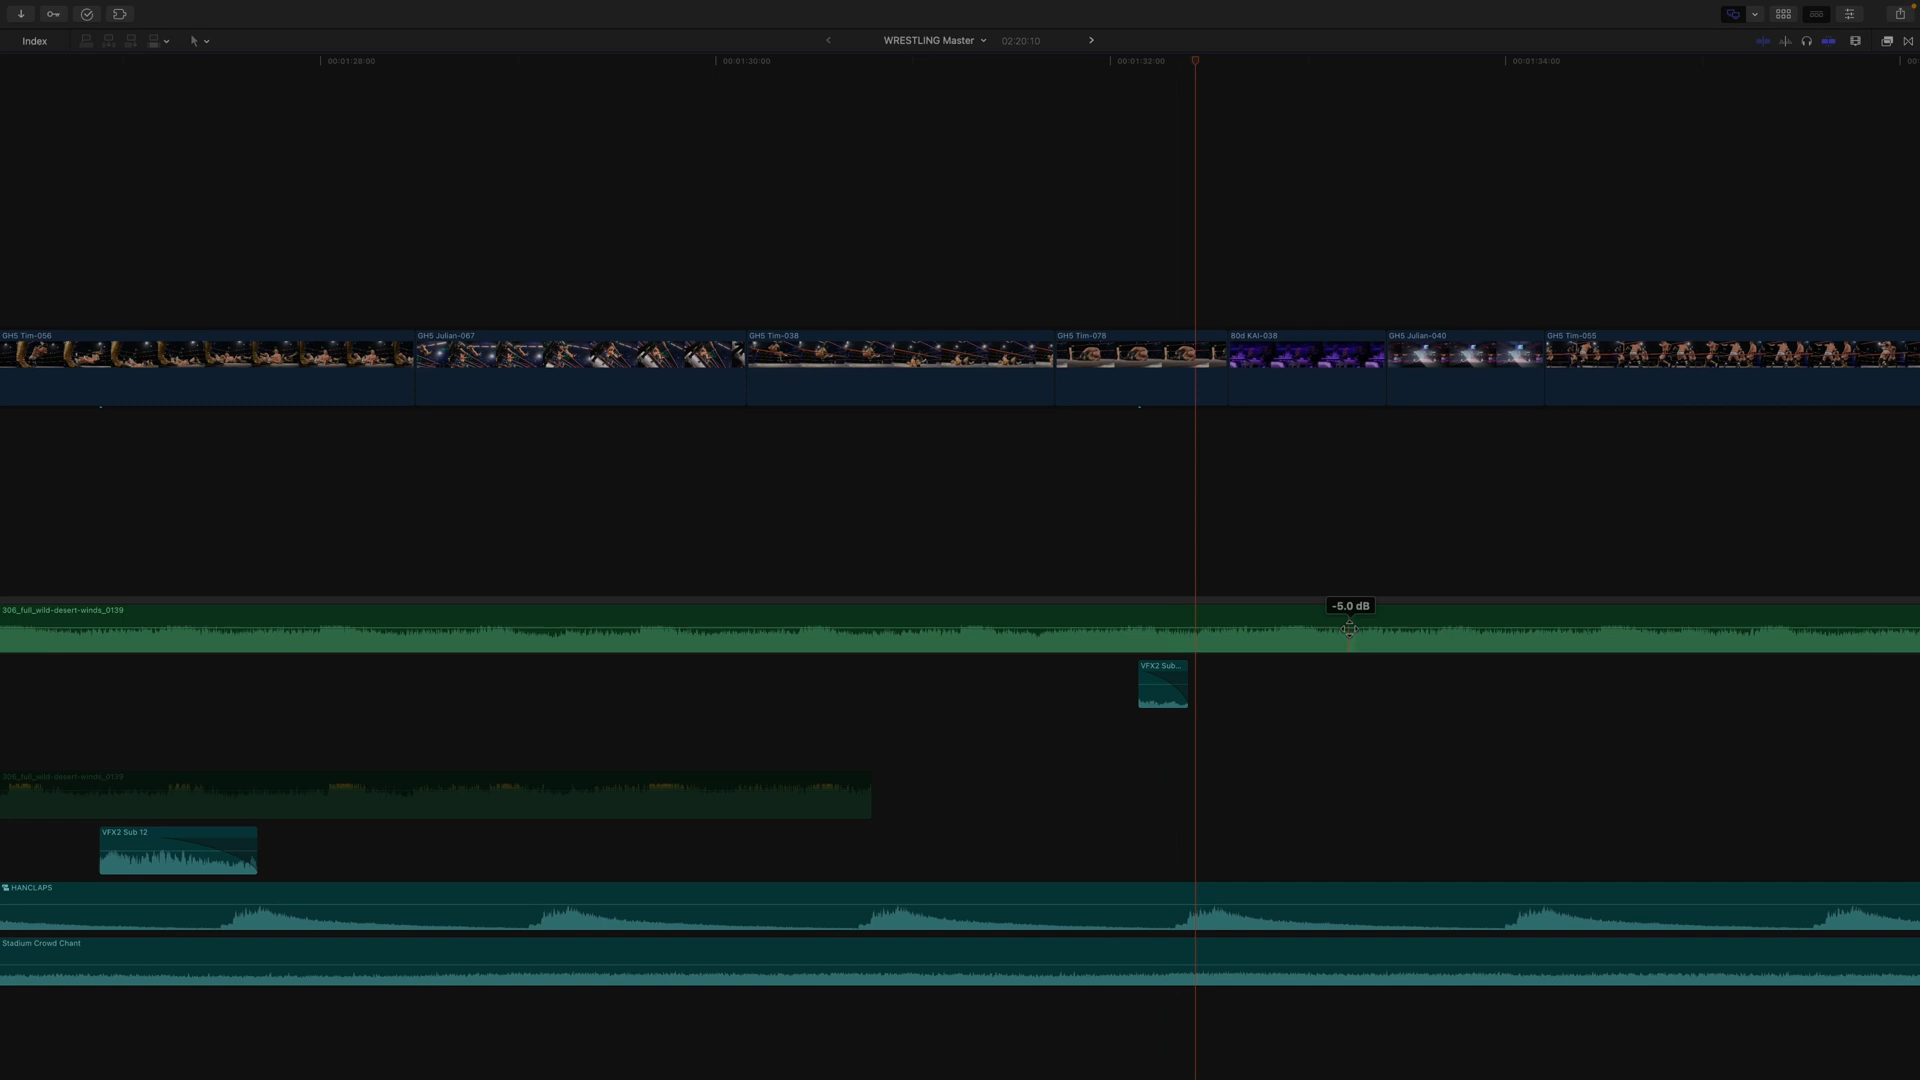 Index
WRESTLING Master
02:20:10
00:01:28:00
00:01:30:00
00:01:32:00
00:01:34:00
00:
GH5 Tim-056
GH5 Julian-067
GH5 Tim-038
GH5 Tim-078
80d KAI-038
GH5 Julian-040
GH5 Tim-055
306_full_wild-desert-winds_0139
-5.0 dB
VFX2 Sub...
306_full_wild-desert-winds_0139
VFX2 Sub 12
HANCLAPS
Stadium Crowd Chant